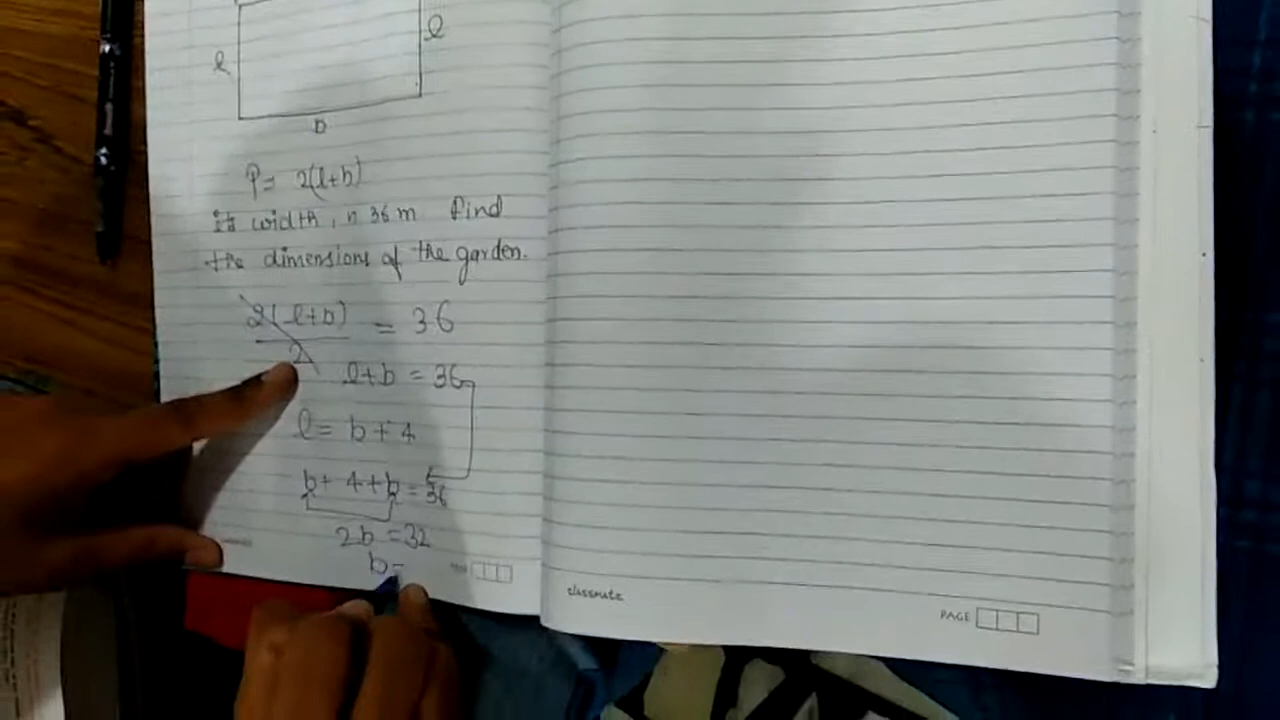 l
l
b
P= 2(l+b)
its width, is 36 m find
the dimensions of the garden.
2(l+b)
= 36
2
l+b = 36
l= b+4
b+ 4+b = 36
2b =32
b=
classmate
PAGE